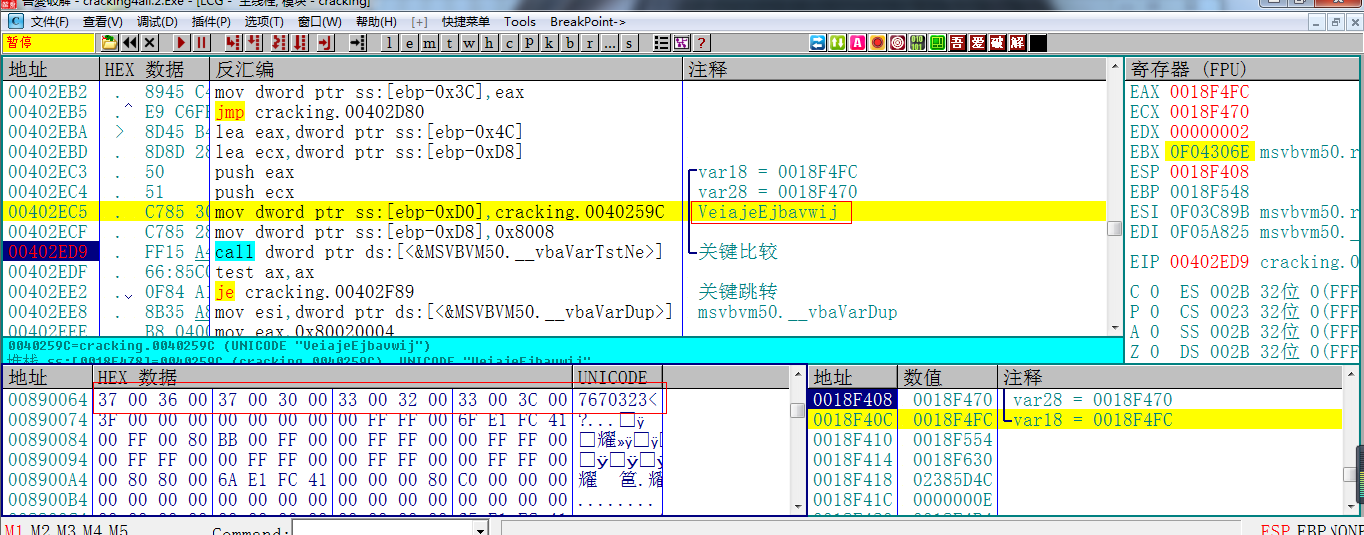 吾愛破解 - cracking4all.2.Exe - [LCG - 主线程, 模块 - cracking]
C 文件(F) 查看(V) 调试(D) 插件(P) 选项(T) 窗口(W) 帮助(H) [+] 快捷菜单 Tools BreakPoint->
暂停 l e m t w h c p k b r ... s ? 吾 爱 破 解
地址 HEX 数据 反汇编 注释 寄存器 (FPU)
00402EB2 . 8945 C4 mov dword ptr ss:[ebp-0x3C],eax
00402EB5 .^ E9 C6FE jmp cracking.00402D80
00402EBA > 8D45 B4 lea eax,dword ptr ss:[ebp-0x4C]
00402EBD . 8D8D 28 lea ecx,dword ptr ss:[ebp-0xD8]
00402EC3 . 50 push eax var18 = 0018F4FC
00402EC4 . 51 push ecx var28 = 0018F470
00402EC5 . C785 30 mov dword ptr ss:[ebp-0xD0],cracking.0040259C VeiajeEjbavwij
00402ECF . C785 28 mov dword ptr ss:[ebp-0xD8],0x8008
00402ED9 . FF15 A4 call dword ptr ds:[<&MSVBVM50.__vbaVarTstNe>] 关键比较
00402EDF . 66:85C0 test ax,ax
00402EE2 .. 0F84 A1 je cracking.00402F89 关键跳转
00402EE8 . 8B35 A8 mov esi,dword ptr ds:[<&MSVBVM50.__vbaVarDup>] msvbvm50.__vbaVarDup
00402EEE . B8 0400 mov eax,0x80020004
EAX 0018F4FC
ECX 0018F470
EDX 00000002
EBX 0F04306E msvbvm50.r
ESP 0018F408
EBP 0018F548
ESI 0F03C89B msvbvm50.r
EDI 0F05A825 msvbvm50._
EIP 00402ED9 cracking.0
C 0 ES 002B 32位 0(FFF
P 0 CS 0023 32位 0(FFF
A 0 SS 002B 32位 0(FFF
Z 0 DS 002B 32位 0(FFF
0040259C=cracking.0040259C (UNICODE "VeiajeEjbavwij")
堆栈 ss:[0018F478]=0040259C (cracking.0040259C), UNICODE "VeiajeEjbavwij"
地址 HEX 数据 UNICODE
00890064 37 00 36 00 37 00 30 00 33 00 32 00 33 00 3C 00 7670323<
00890074 3F 00 00 00 00 00 FF FF 00 00 00 00 6F E1 FC 41
00890084 00 FF 00 80 BB 00 FF 00 00 00 FF FF 00 00 FF 00
00890094 00 00 FF FF 00 00 FF 00 00 00 FF FF 00 00 FF 00
008900A4 00 80 80 00 6A E1 FC 41 00 00 00 80 C0 00 00 00
008900B4 00 00 00 00 00 00 00 00 00 00 00 00 00 00 00 00 ........
地址 数值 注释
0018F408 0018F470 var28 = 0018F470
0018F40C 0018F4FC var18 = 0018F4FC
0018F410 0018F554
0018F414 0018F630
0018F418 02385D4C
0018F41C 0000000E
M1 M2 M3 M4 M5 Command: ESP EBP NONE